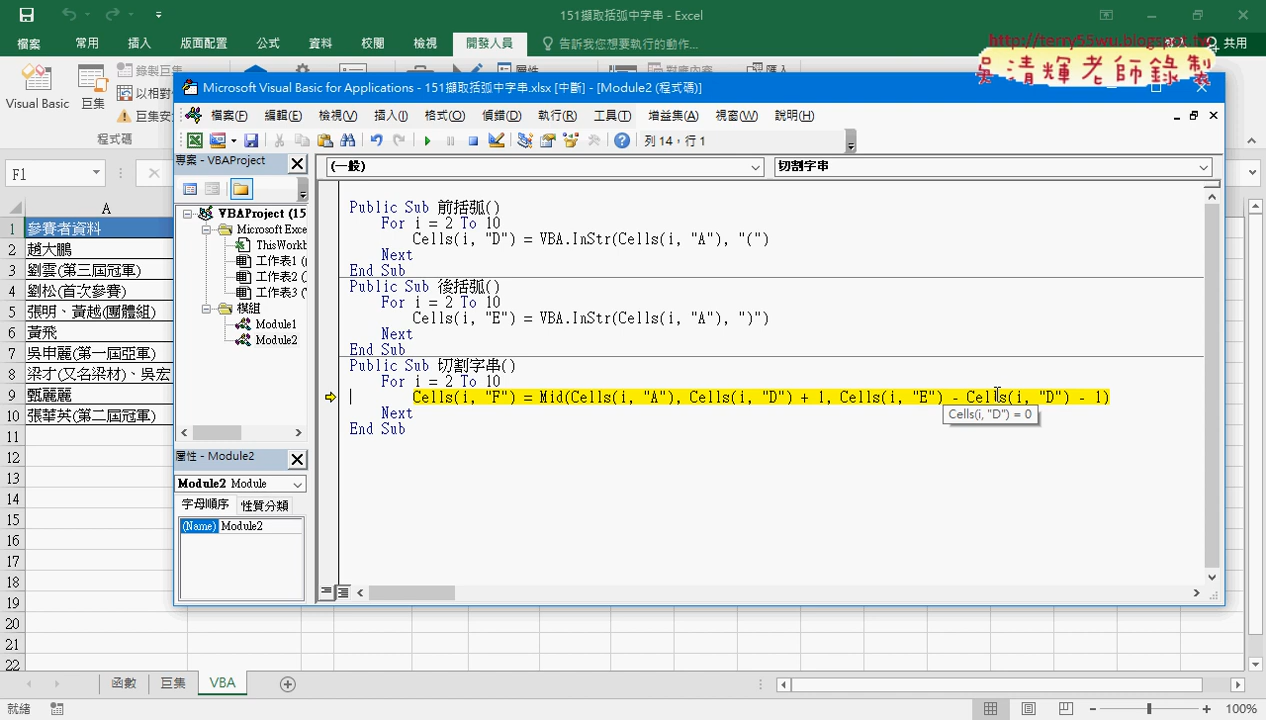 151擷取括弧中字串 - Excel
檔案 常用 插入 版面配置 公式 資料 校閱 檢視 開發人員 告訴我您想要執行的動作... 共用
http://terry55wu.blogspot.tw
吳清輝老師錄製
Visual Basic 巨集
程式碼
Microsoft Visual Basic for Applications - 151擷取括弧中字串.xlsx [中斷] - [Module2 (程式碼)]
檔案(F) 編輯(E) 檢視(V) 插入(I) 格式(O) 偵錯(D) 執行(R) 工具(T) 增益集(A) 視窗(W) 說明(H)
列 14，行 1
F1
專案 - VBAProject
(一般) 切割字串
VBAProject (15
Microsoft Exce
ThisWorkb
工作表1 (
工作表2 (
工作表3 (
模組
Module1
Module2
屬性 - Module2
Module2 Module
字母順序 性質分類
(Name) Module2
Public Sub 前括弧()
For i = 2 To 10
Cells(i, "D") = VBA.InStr(Cells(i, "A"), "(")
Next
End Sub
Public Sub 後括弧()
For i = 2 To 10
Cells(i, "E") = VBA.InStr(Cells(i, "A"), ")")
Next
End Sub
Public Sub 切割字串()
For i = 2 To 10
Cells(i, "F") = Mid(Cells(i, "A"), Cells(i, "D") + 1, Cells(i, "E") - Cells(i, "D") - 1)
Cells(i, "D") = 0
Next
End Sub
A
1 參賽者資料
2 趙大鵬
3 劉雲(第三屆冠軍)
4 劉松(首次參賽)
5 張明、黃越(團體組)
6 黃飛
7 吳申麗(第一屆亞軍)
8 梁才(又名梁材)、吳宏
9 甄麗麗
10 張華英(第二屆冠軍)
11
12
13
14
15
16
17
18
19
20
21
22
函數 巨集 VBA
就緒 100%